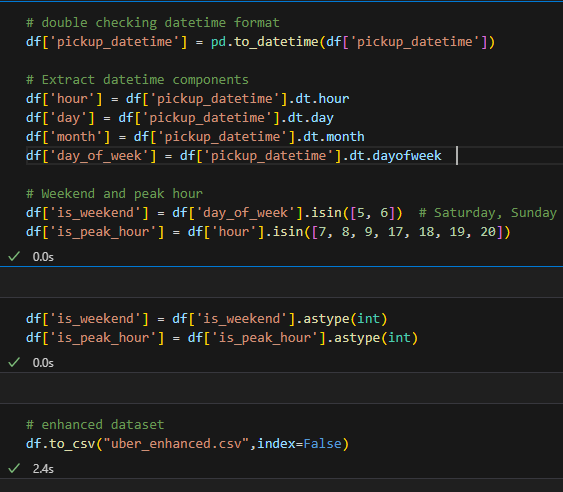 # double checking datetime format
df['pickup_datetime'] = pd.to_datetime(df['pickup_datetime'])
# Extract datetime components
df['hour'] = df['pickup_datetime'].dt.hour
df['day'] = df['pickup_datetime'].dt.day
df['month'] = df['pickup_datetime'].dt.month
df['day_of_week'] = df['pickup_datetime'].dt.dayofweek
# Weekend and peak hour
df['is_weekend'] = df['day_of_week'].isin([5, 6])  # Saturday, Sunday
df['is_peak_hour'] = df['hour'].isin([7, 8, 9, 17, 18, 19, 20])
0.0s
df['is_weekend'] = df['is_weekend'].astype(int)
df['is_peak_hour'] = df['is_peak_hour'].astype(int)
0.0s
# enhanced dataset
df.to_csv("uber_enhanced.csv",index=False)
2.4s